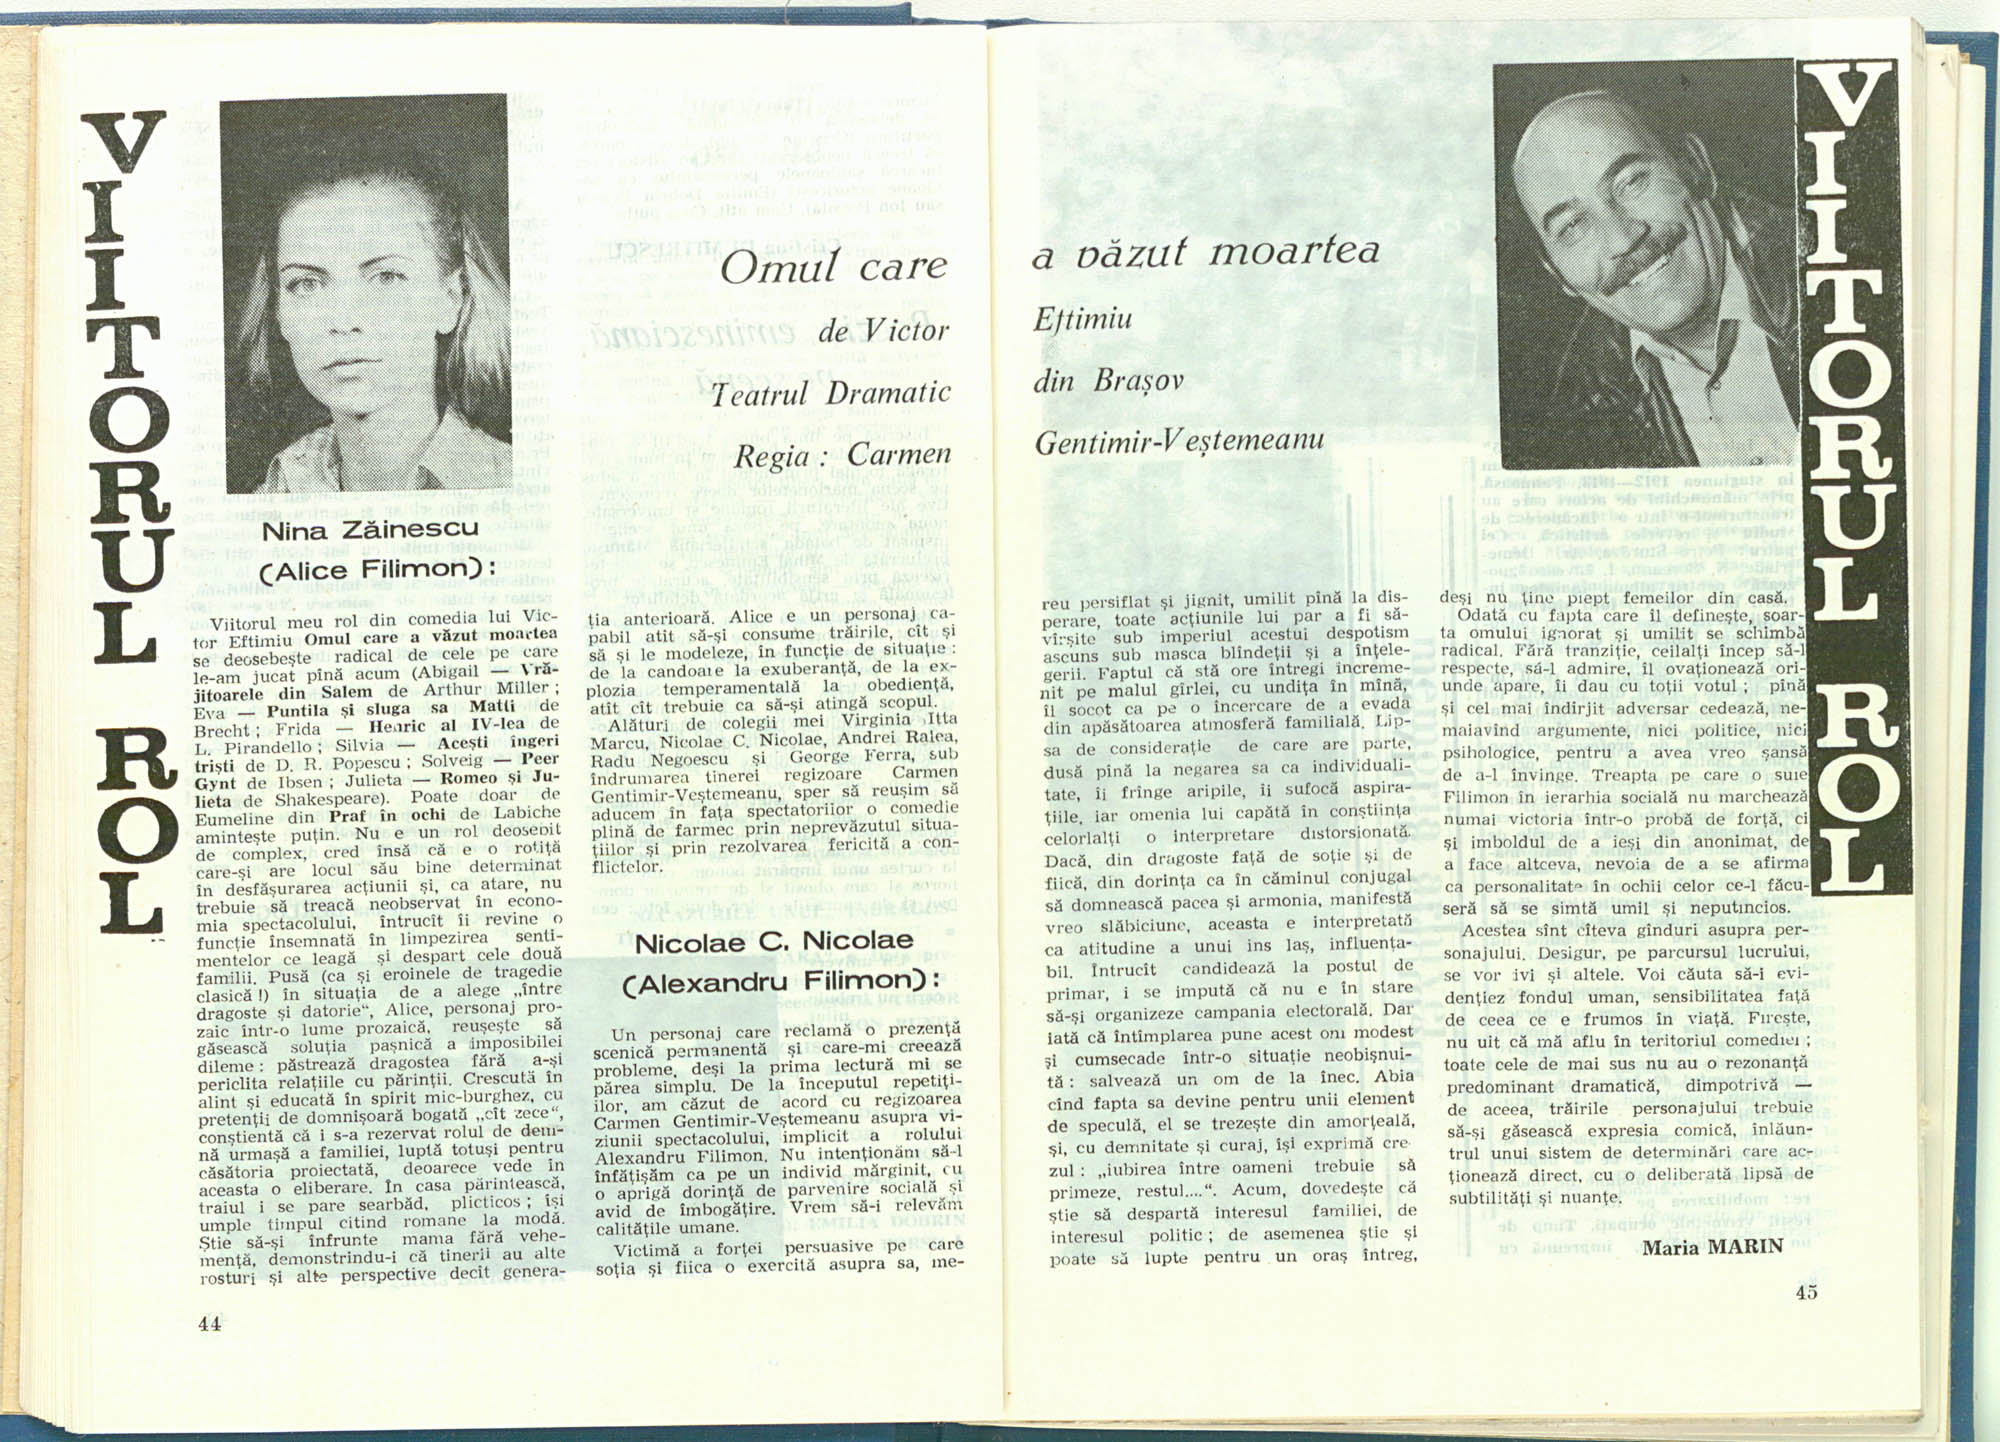 VIITORUL ROL
Nina Zăinescu
(Alice Filimon) :
Viitorul meu rol din comedia lui Vic-
tor Eftimiu Omul care a văzut moartea
se deosebește radical de cele pe care
le-am jucat pînă acum (Abigail — Vră-
jitoarele din Salem de Arthur Miller ;
Eva — Puntila și sluga sa Matti de
Brecht ; Frida — Henric al IV-lea de
L. Pirandello ; Silvia — Acești îngeri
triști de D. R. Popescu ; Solveig — Peer
Gynt de Ibsen ; Julieta — Romeo și Ju-
lieta de Shakespeare). Poate doar de
Eumeline din Praf în ochi de Labiche
amintește puțin. Nu e un rol deosebit
de complex, cred însă că e o rotiță
care-și are locul său bine determinat
în desfășurarea acțiunii și, ca atare, nu
trebuie să treacă neobservat în econo-
mia spectacolului, întrucît îi revine o
funcție însemnată în limpezirea senti-
mentelor ce leagă și despart cele două
familii. Pusă (ca și eroinele de tragedie
clasică !) în situația de a alege „între
dragoste și datorie“, Alice, personaj pro-
zaic într-o lume prozaică, reușește să
găsească soluția pașnică a imposibilei
dileme : păstrează dragostea fără a-și
periclita relațiile cu părinții. Crescută în
alint și educată în spirit mic-burghez, cu
pretenții de domnișoară bogată „cît zece“,
conștientă că i s-a rezervat rolul de dem-
nă urmașă a familiei, luptă totuși pentru
căsătoria proiectată, deoarece vede în
aceasta o eliberare. În casa părintească,
traiul i se pare searbăd, plicticos ; își
umple timpul citind romane la modă.
Știe să-și înfrunte mama fără vehe-
mență, demonstrîndu-i că tinerii au alte
rosturi și alte perspective decît genera-
44
Omul care
de Victor
Teatrul Dramatic
Regia : Carmen
ția anterioară. Alice e un personaj ca-
pabil atît să-și consume trăirile, cît și
să și le modeleze, în funcție de situație :
de la candoare la exuberanță, de la ex-
plozia temperamentală la obediență,
atît cît trebuie ca să-și atingă scopul.
Alături de colegii mei Virginia Itta
Marcu, Nicolae C. Nicolae, Andrei Ralea,
Radu Negoescu și George Ferra, sub
îndrumarea tinerei regizoare Carmen
Gentimir-Veștemeanu, sper să reușim să
aducem în fața spectatorilor o comedie
plină de farmec prin neprevăzutul situa-
țiilor și prin rezolvarea fericită a con-
flictelor.
Nicolae C. Nicolae
(Alexandru Filimon) :
Un personaj care reclamă o prezență
scenică permanentă și care-mi creează
probleme, deși la prima lectură mi se
părea simplu. De la începutul repetiți-
ilor, am căzut de acord cu regizoarea
Carmen Gentimir-Veștemeanu asupra vi-
ziunii spectacolului, implicit a rolului
Alexandru Filimon. Nu intenționăm să-l
înfățișăm ca pe un individ mărginit, cu
o aprigă dorință de parvenire socială și
avid de îmbogățire. Vrem să-i relevăm
calitățile umane.
Victimă a forței persuasive pe care
soția și fiica o exercită asupra sa, me-
a văzut moartea
Eftimiu
din Brașov
Gentimir-Veștemeanu
reu persiflat și jignit, umilit pînă la dis-
perare, toate acțiunile lui par a fi să-
vîrșite sub imperiul acestui despotism
ascuns sub masca blîndeții și a înțele-
gerii. Faptul că stă ore întregi încreme-
nit pe malul gîrlei, cu undița în mînă,
îl socot ca pe o încercare de a evada
din apăsătoarea atmosferă familială. Lip-
sa de considerație de care are parte,
dusă pînă la negarea sa ca individuali-
tate, îi frînge aripile, îi sufocă aspira-
țiile, iar omenia lui capătă în conștiința
celorlalți o interpretare distorsionată.
Dacă, din dragoste față de soție și de
fiică, din dorința ca în căminul conjugal
să domnească pacea și armonia, manifestă
vreo slăbiciune, aceasta e interpretată
ca atitudine a unui ins laș, influența-
bil. Întrucît candidează la postul de
primar, i se impută că nu e în stare
să-și organizeze campania electorală. Dar
iată că întîmplarea pune acest om modest
și cumsecade într-o situație neobișnui-
tă : salvează un om de la înec. Abia
cînd fapta sa devine pentru unii element
de speculă, el se trezește din amorțeală,
și, cu demnitate și curaj, își exprimă cre-
zul : „iubirea între oameni trebuie să
primeze, restul....“. Acum, dovedește că
știe să despartă interesul familiei, de
interesul politic ; de asemenea știe și
poate să lupte pentru un oraș întreg,
deși nu ține piept femeilor din casă.
Odată cu fapta care îl definește, soar-
ta omului ignorat și umilit se schimbă
radical. Fără tranziție, ceilalți încep să-l
respecte, să-l admire, îl ovaționează ori-
unde apare, îi dau cu toții votul ; pînă
și cel mai îndîrjit adversar cedează, ne-
maiavînd argumente, nici politice, nici
psihologice, pentru a avea vreo șansă
de a-l învinge. Treapta pe care o suie
Filimon în ierarhia socială nu marchează
numai victoria într-o probă de forță, ci
și imboldul de a ieși din anonimat, de
a face altceva, nevoia de a se afirma
ca personalitate în ochii celor ce-l făcu-
seră să se simtă umil și neputincios.
Acestea sînt cîteva gînduri asupra per-
sonajului. Desigur, pe parcursul lucrului,
se vor ivi și altele. Voi căuta să-i evi-
dențiez fondul uman, sensibilitatea față
de ceea ce e frumos în viață. Firește,
nu uit că mă aflu în teritoriul comediei ;
toate cele de mai sus nu au o rezonanță
predominant dramatică, dimpotrivă —
de aceea, trăirile personajului trebuie
să-și găsească expresia comică, înlăun-
trul unui sistem de determinări care ac-
ționează direct, cu o deliberată lipsă de
subtilități și nuanțe.
Maria MARIN
45
VIITORUL ROL